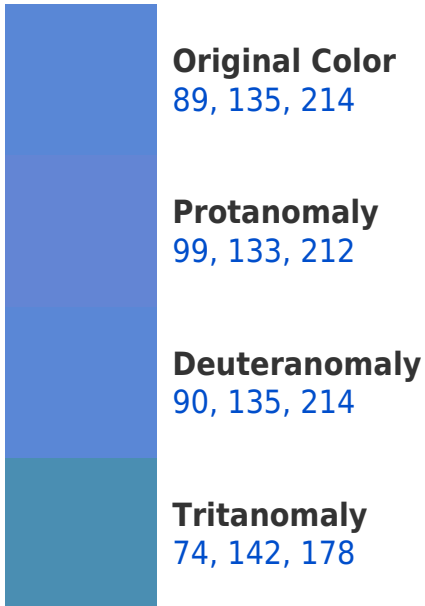 Original Color
89, 135, 214
Protanomaly
99, 133, 212
Deuteranomaly
90, 135, 214
Tritanomaly
74, 142, 178